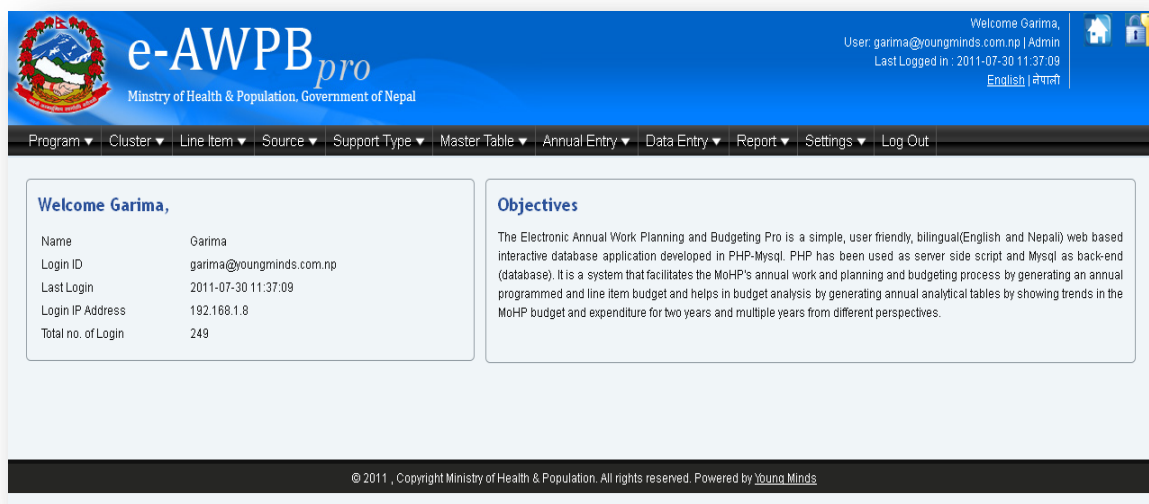 e-AWPB pro
Minstry of Health & Population, Government of Nepal
Welcome Garima,
User: garima@youngminds.com.np | Admin
Last Logged in : 2011-07-30 11:37:09
English | नेपाली
Program ▼ Cluster ▼ Line Item ▼ Source ▼ Support Type ▼ Master Table ▼ Annual Entry ▼ Data Entry ▼ Report ▼ Settings ▼ Log Out
Welcome Garima,
Name Garima
Login ID garima@youngminds.com.np
Last Login 2011-07-30 11:37:09
Login IP Address 192.168.1.8
Total no. of Login 249
Objectives
The Electronic Annual Work Planning and Budgeting Pro is a simple, user friendly, bilingual(English and Nepali) web based
interactive database application developed in PHP-Mysql. PHP has been used as server side script and Mysql as back-end
(database). It is a system that facilitates the MoHP's annual work and planning and budgeting process by generating an annual
programmed and line item budget and helps in budget analysis by generating annual analytical tables by showing trends in the
MoHP budget and expenditure for two years and multiple years from different perspectives.
© 2011 , Copyright Ministry of Health & Population. All rights reserved. Powered by Young Minds